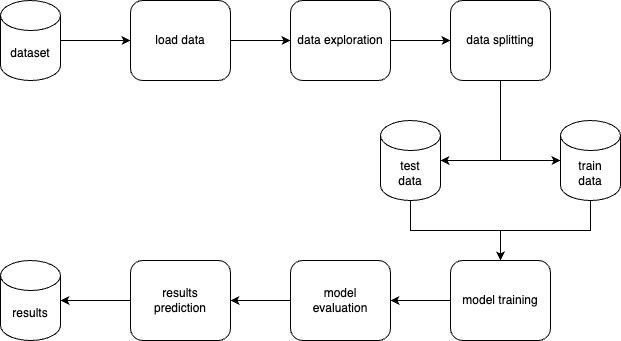 dataset
load data
data exploration
data splitting
test
data
train
data
results
results
prediction
model
evaluation
model training